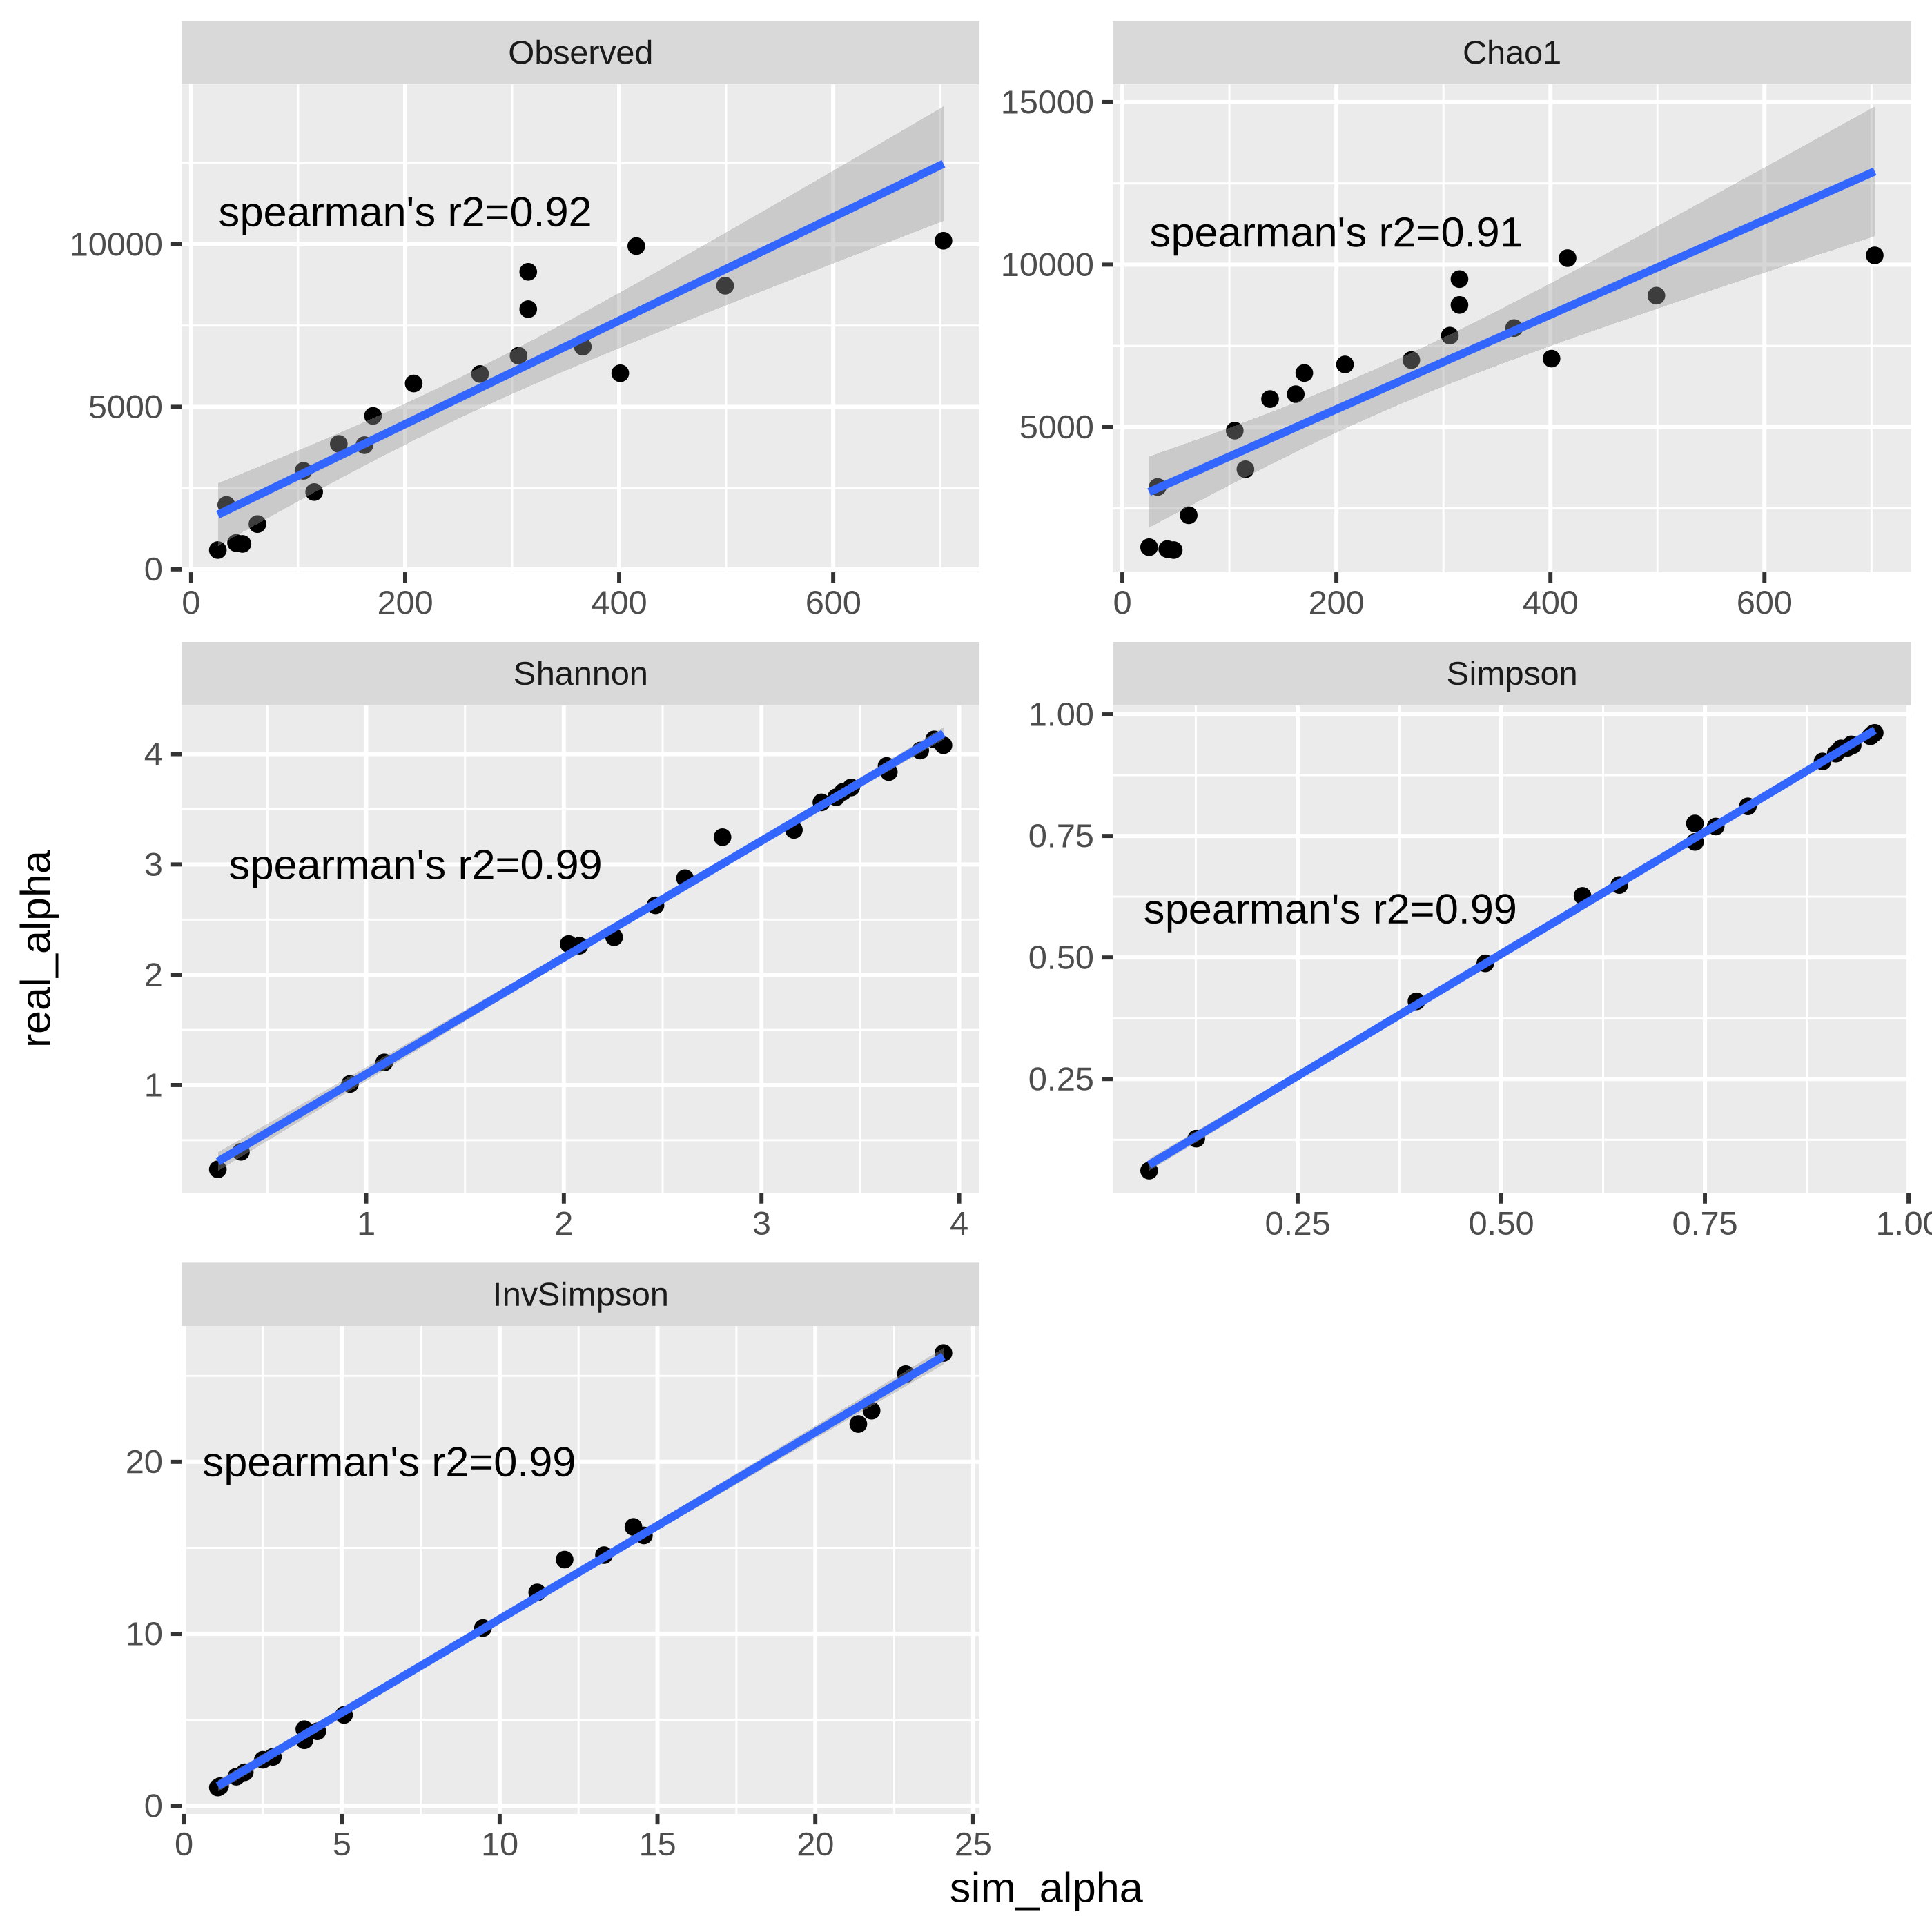 Observed
spearman's r2=0.92
10000
5000
0
0 200 400 600
Chao1
15000
spearman's r2=0.91
10000
5000
0 200 400 600
Shannon
4
spearman's r2=0.99
3
2
1
1 2 3 4
Simpson
1.00
0.75
spearman's r2=0.99
0.50
0.25
0.25 0.50 0.75 1.00
real_alpha
InvSimpson
spearman's r2=0.99
20
10
0
0 5 10 15 20 25
sim_alpha